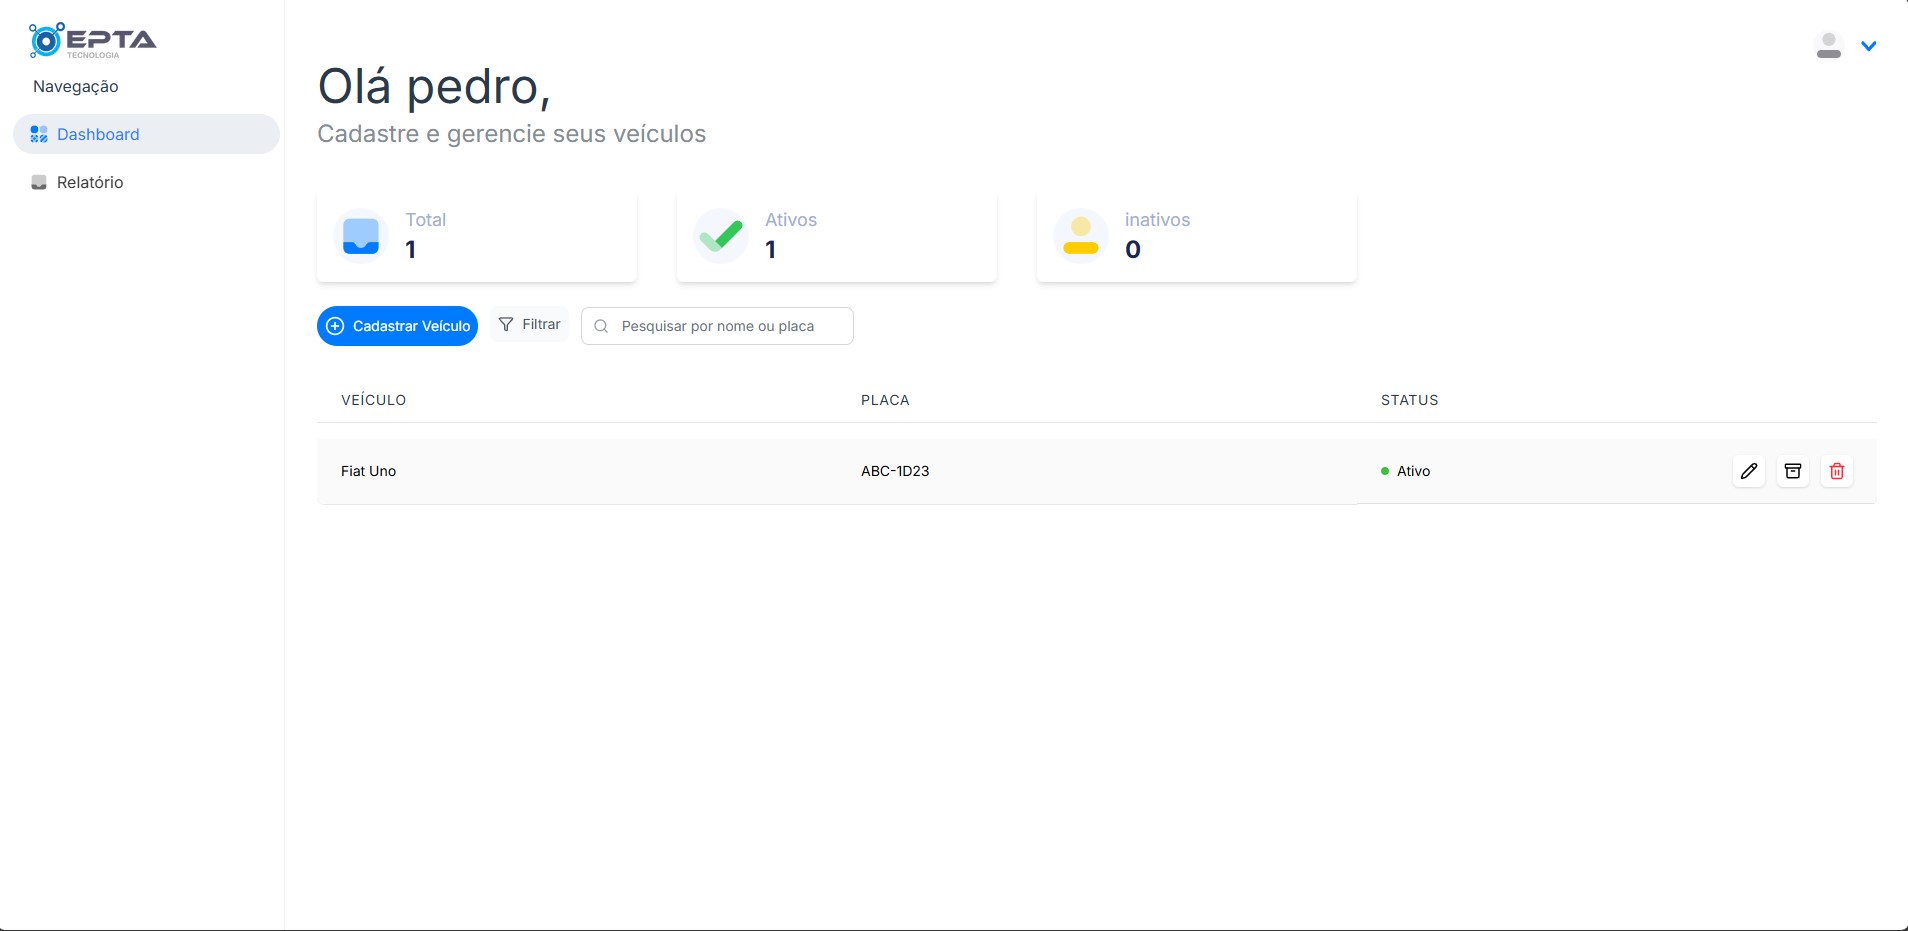 EPTA
TECNOLOGIA
Navegação
Dashboard
Relatório
Olá pedro,
Cadastre e gerencie seus veículos
Total
1
Ativos
1
inativos
0
Cadastrar Veículo
Filtrar
Pesquisar por nome ou placa
VEÍCULO PLACA STATUS
Fiat Uno ABC-1D23 Ativo